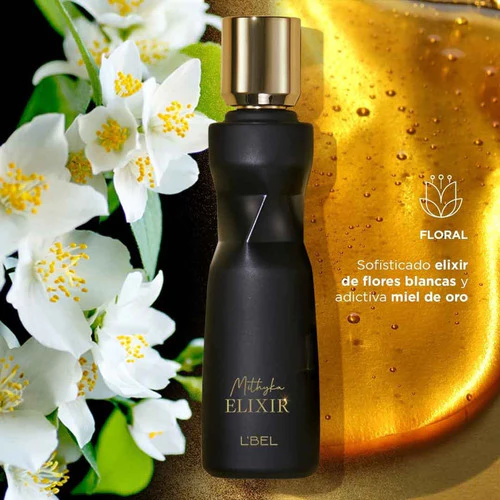 FLORAL
Sofisticado elixir
de flores blancas y
adictiva miel de oro
Mithyka
ELIXIR
L'BEL